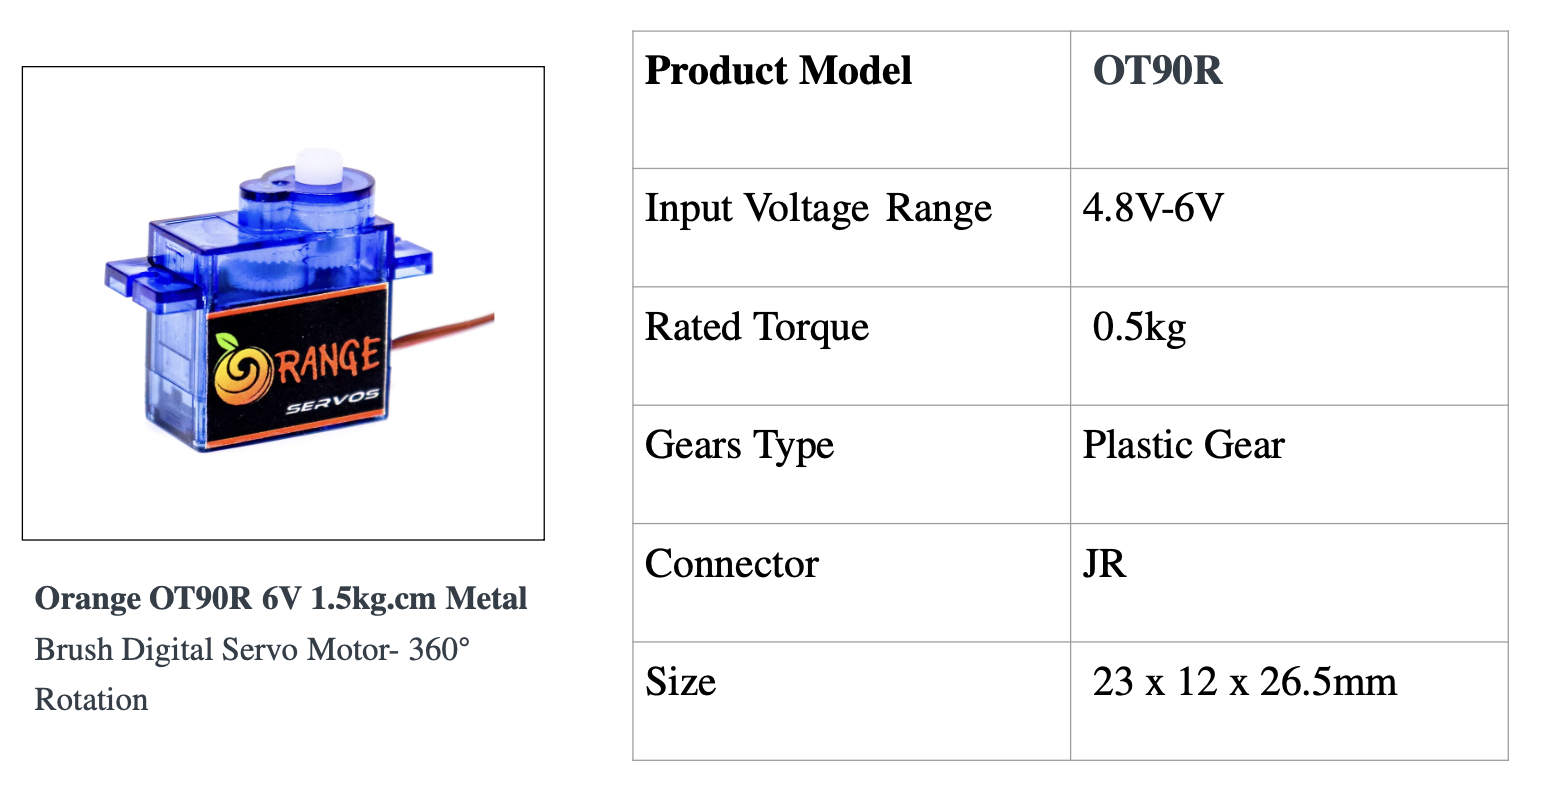 ORANGE
SERVOS
Orange OT90R 6V 1.5kg.cm Metal
Brush Digital Servo Motor- 360°
Rotation
Product Model OT90R
Input Voltage Range 4.8V-6V
Rated Torque 0.5kg
Gears Type Plastic Gear
Connector JR
Size 23 x 12 x 26.5mm